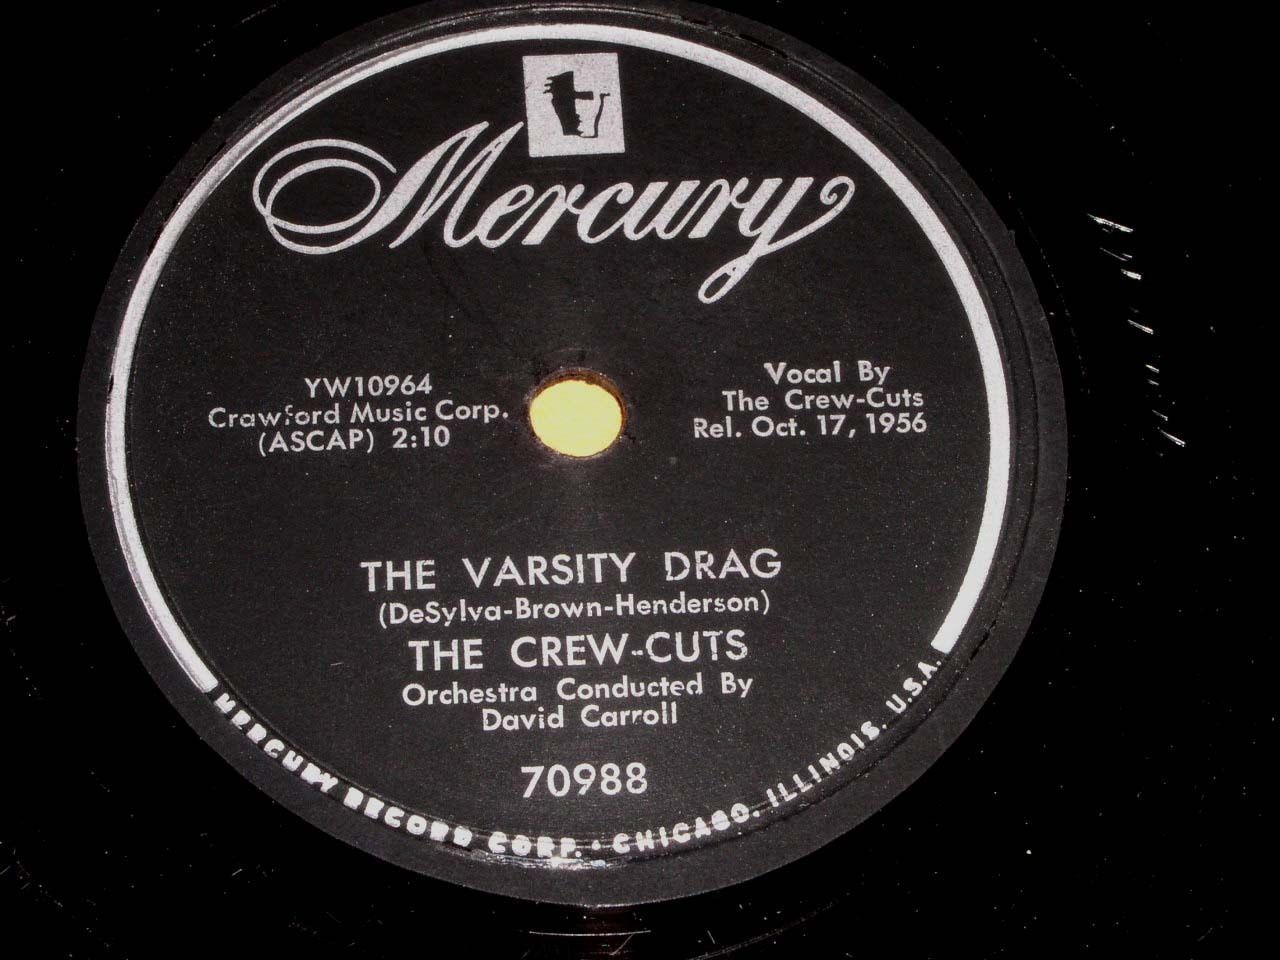 Mercury
YW10964
Crawford Music Corp.
(ASCAP) 2:10
Vocal By
The Crew-Cuts
Rel. Oct. 17, 1956
THE VARSITY DRAG
(DeSylva-Brown-Henderson)
THE CREW-CUTS
Orchestra Conducted By
David Carroll
70988
MERCURY RECORD CORP. • CHICAGO, ILLINOIS, U.S.A.